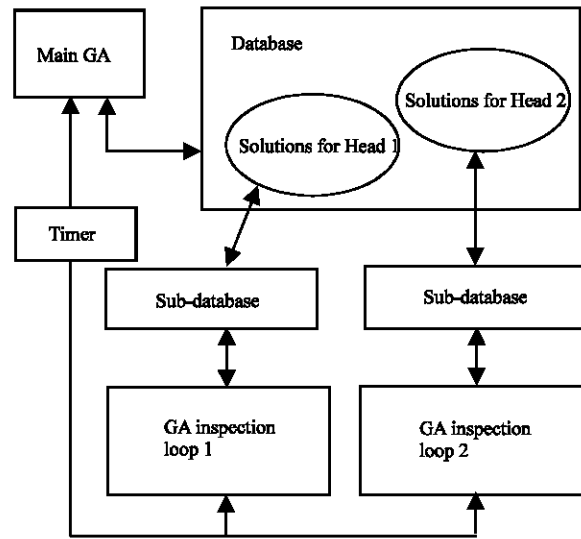 Main GA
Database
Solutions for Head 2
Solutions for Head 1
Timer
Sub-database
Sub-database
GA inspection
loop 1
GA inspection
loop 2